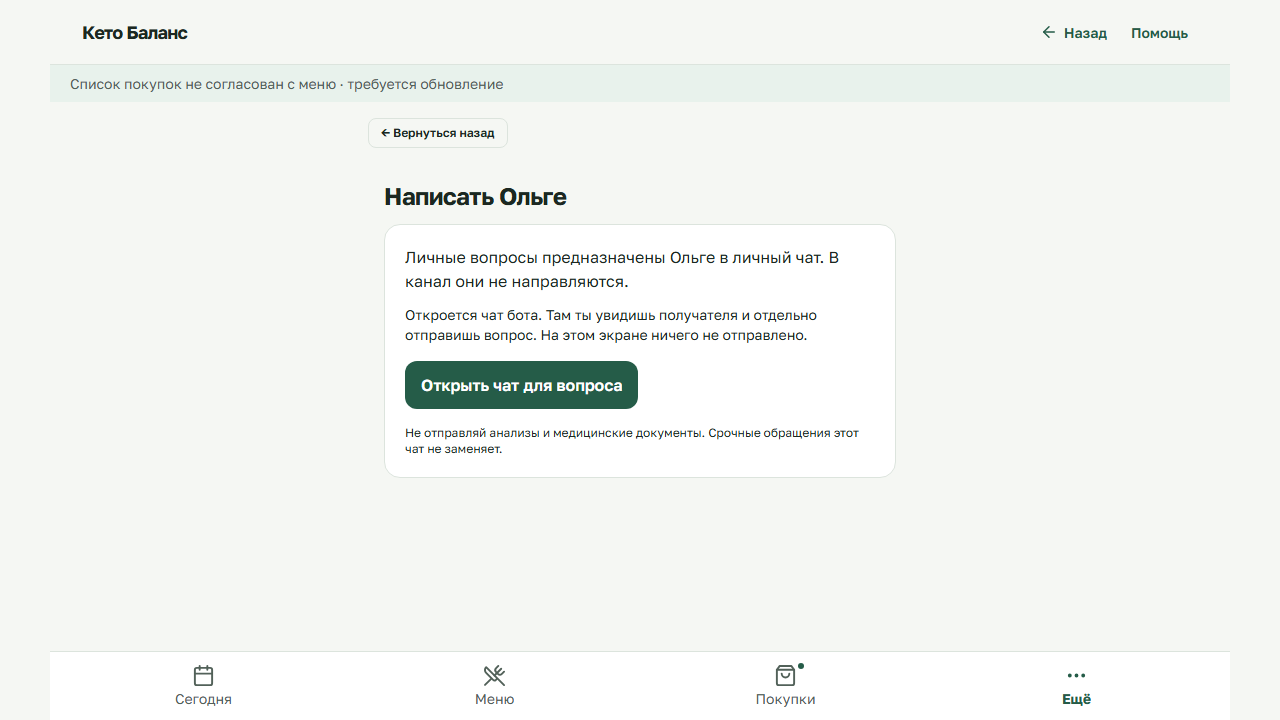 Кето Баланс
← Назад
Помощь
Список покупок не согласован с меню · требуется обновление
← Вернуться назад
Написать Ольге
Личные вопросы предназначены Ольге в личный чат. В
канал они не направляются.
Откроется чат бота. Там ты увидишь получателя и отдельно
отправишь вопрос. На этом экране ничего не отправлено.
Открыть чат для вопроса
Не отправляй анализы и медицинские документы. Срочные обращения этот
чат не заменяет.
Сегодня
Меню
Покупки
Ещё